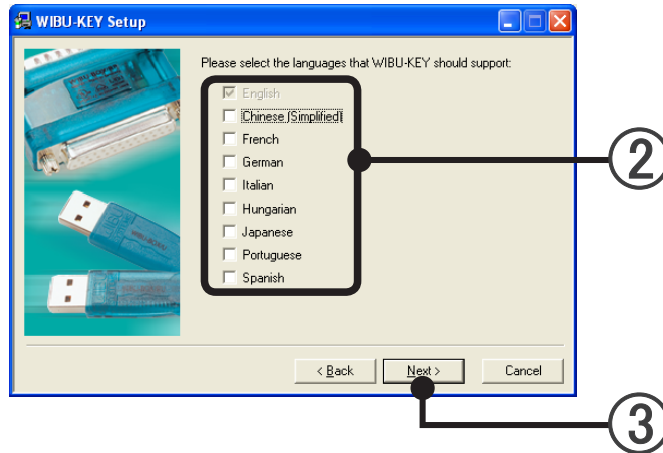 WIBU-KEY Setup
Please select the languages that WIBU-KEY should support:
English
Chinese (Simplified)
French
German
Italian
Hungarian
Japanese
Portuguese
Spanish
②
< Back
Next >
Cancel
③